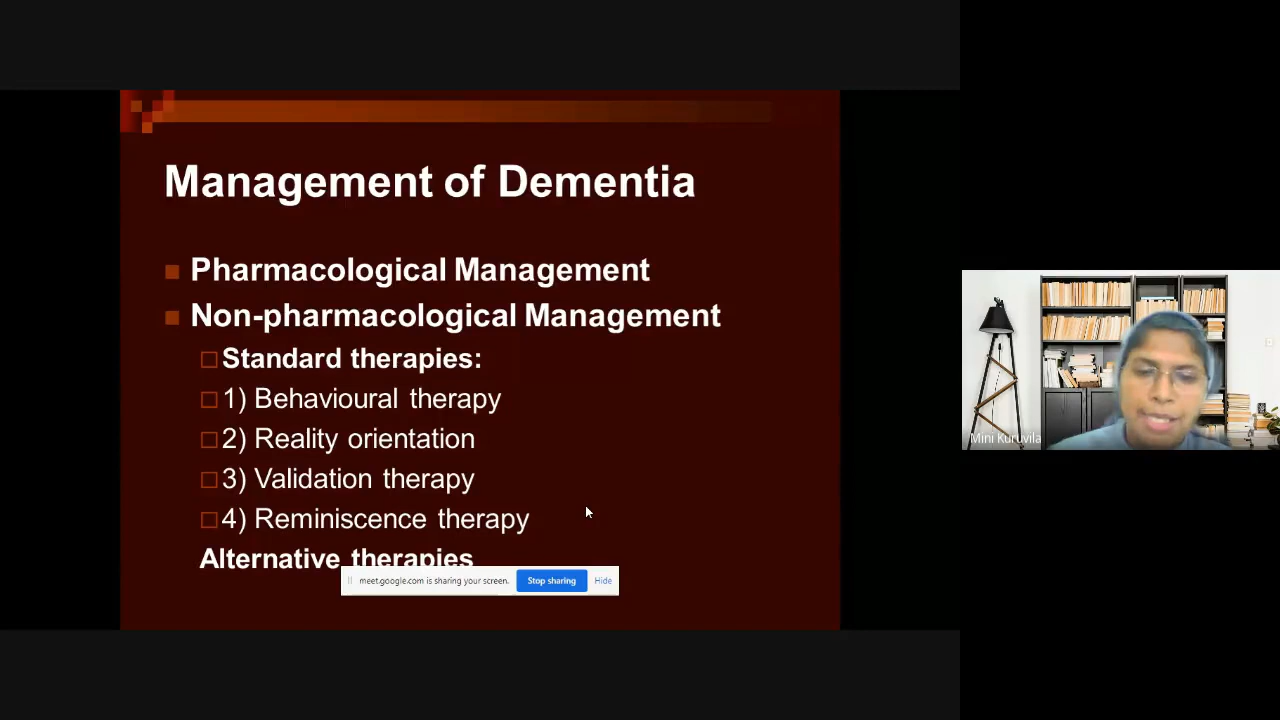 Management of Dementia
Pharmacological Management
Non-pharmacological Management
Standard therapies:
1) Behavioural therapy
2) Reality orientation
3) Validation therapy
4) Reminiscence therapy
Alternative therapies
meet.google.com is sharing your screen. Stop sharing Hide
Mini Kuruvila